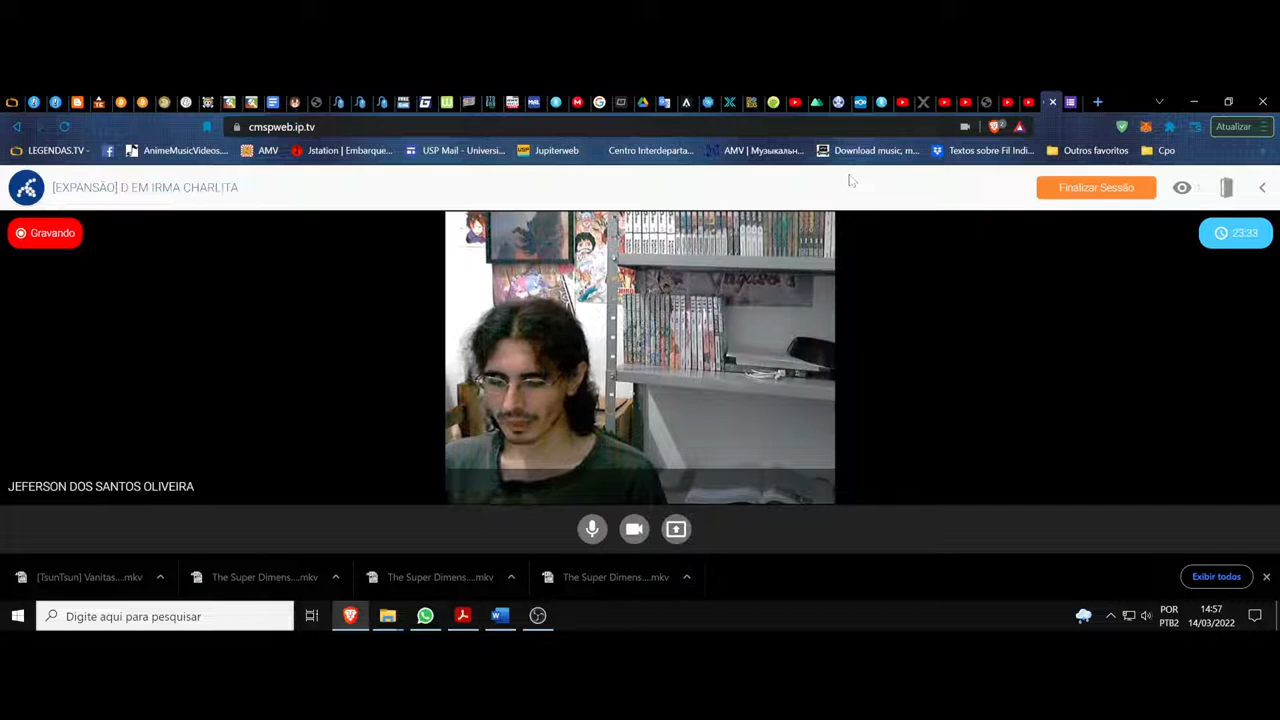 cmspweb.ip.tv
Atualizar
LEGENDAS.TV -
AnimeMusicVideos....
AMV
Jstation | Embarque...
USP Mail - Universi...
Jupiterweb
Centro Interdeparta...
AMV | Музыкальн...
Download music, m...
Textos sobre Fil Indi...
Outros favoritos
Cpo
[EXPANSÃO] D EM IRMA CHARLITA
Finalizar Sessão
Gravando
23:33
JEFERSON DOS SANTOS OLIVEIRA
[TsunTsun] Vanitas....mkv
The Super Dimens....mkv
The Super Dimens....mkv
The Super Dimens....mkv
Exibir todos
Digite aqui para pesquisar
POR
PTB2
14:57
14/03/2022